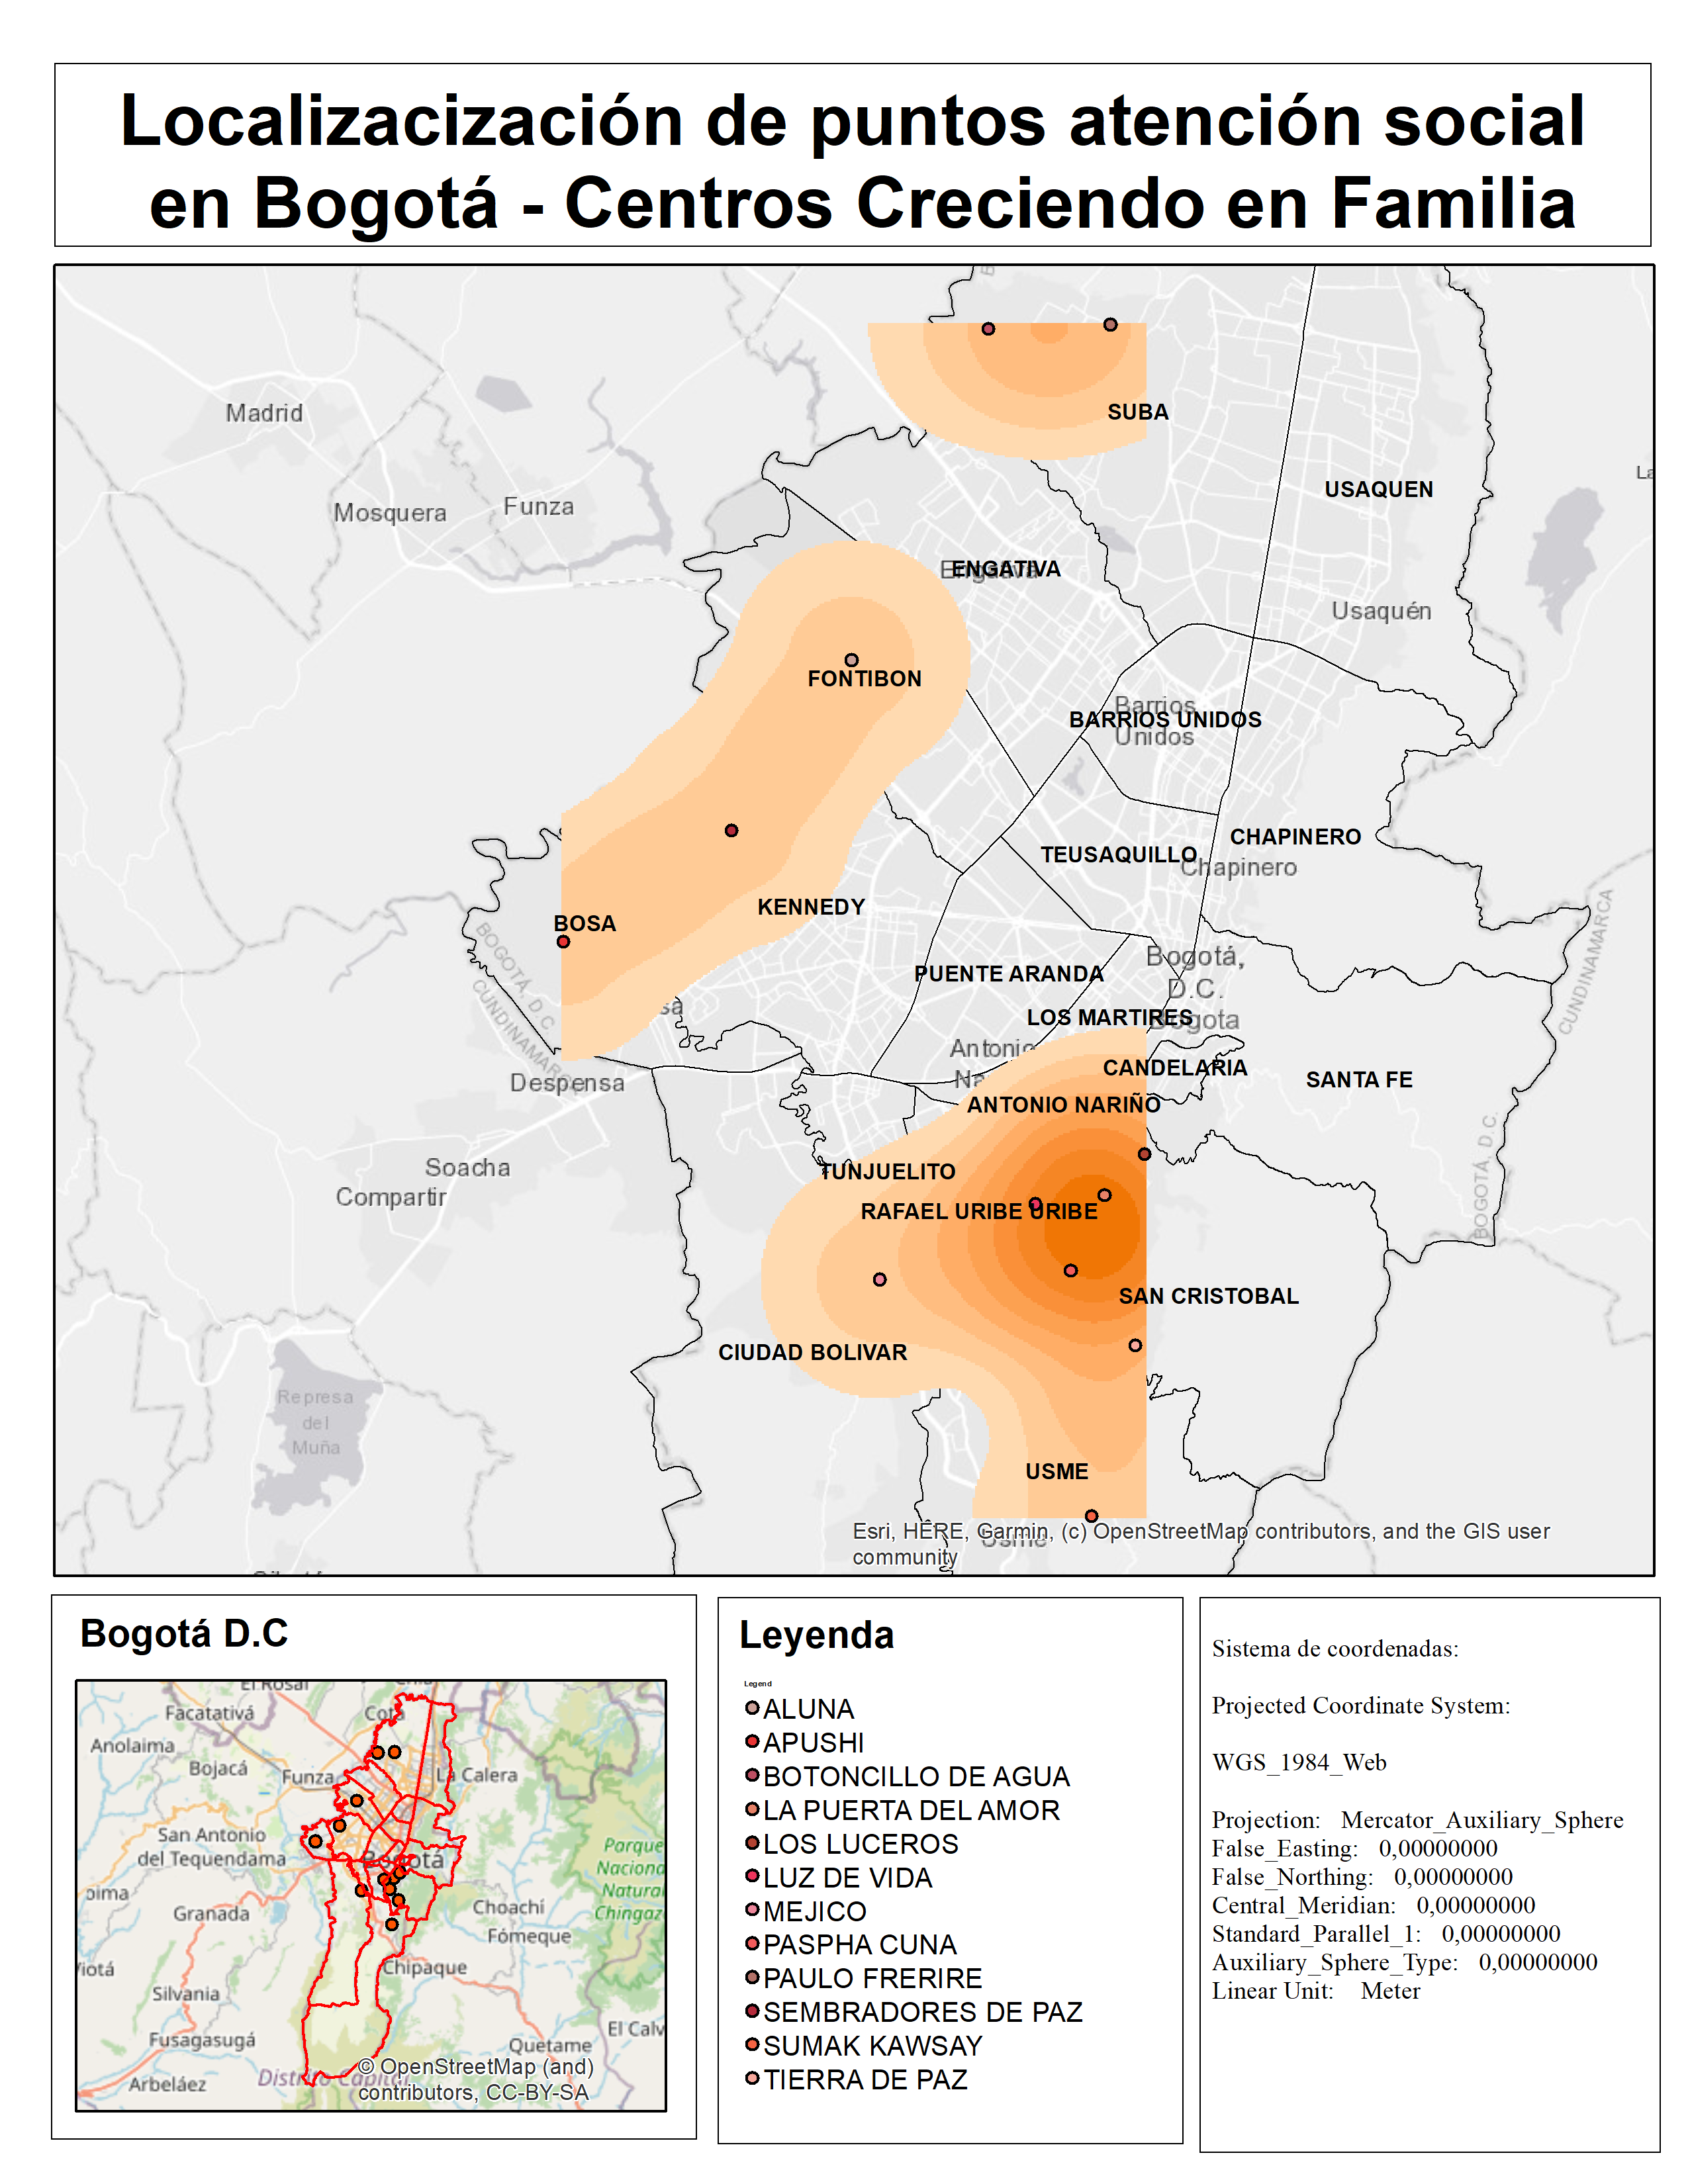 Localizacización de puntos atención social
en Bogotá - Centros Creciendo en Familia
SUBA
Madrid
USAQUEN
La
Mosquera
Funza
ENGATIVA
Usaquén
FONTIBON
Barrios
BARRIOS UNIDOS
Unidos
CHAPINERO
TEUSAQUILLO
Chapinero
KENNEDY
BOSA
BOGOTÁ, D.C.
CUNDINAMARCA
Bogotá,
PUENTE ARANDA
D.C.
LOS MARTIRES
Bogota
Antonio
CANDELARIA
SANTA FE
Despensa
ANTONIO NARIÑO
BOGOTÁ, D.C.
Soacha
TUNJUELITO
Compartir
RAFAEL URIBE URIBE
SAN CRISTOBAL
CIUDAD BOLIVAR
Represa
del
Muña
USME
Esri, HERE, Garmin, (c) OpenStreetMap contributors, and the GIS user
community
Usme
Bogotá D.C
El Rosal
Facatativá
Cota
Anolaima
Bojacá
Funza
La Calera
San Antonio
del Tequendama
Bogotá
Parque
Naciona
Natural
Chingaz
Granada
Choachí
Fómeque
Chipaque
Silvania
Fusagasugá
El Calv
Quetame
Arbeláez
Distrito Capital
© OpenStreetMap (and)
contributors, CC-BY-SA
Leyenda
Legend
ALUNA
APUSHI
BOTONCILLO DE AGUA
LA PUERTA DEL AMOR
LOS LUCEROS
LUZ DE VIDA
MEJICO
PASPHA CUNA
PAULO FRERIRE
SEMBRADORES DE PAZ
SUMAK KAWSAY
TIERRA DE PAZ
Sistema de coordenadas:
Projected Coordinate System:
WGS_1984_Web
Projection: Mercator_Auxiliary_Sphere
False_Easting: 0,00000000
False_Northing: 0,00000000
Central_Meridian: 0,00000000
Standard_Parallel_1: 0,00000000
Auxiliary_Sphere_Type: 0,00000000
Linear Unit: Meter